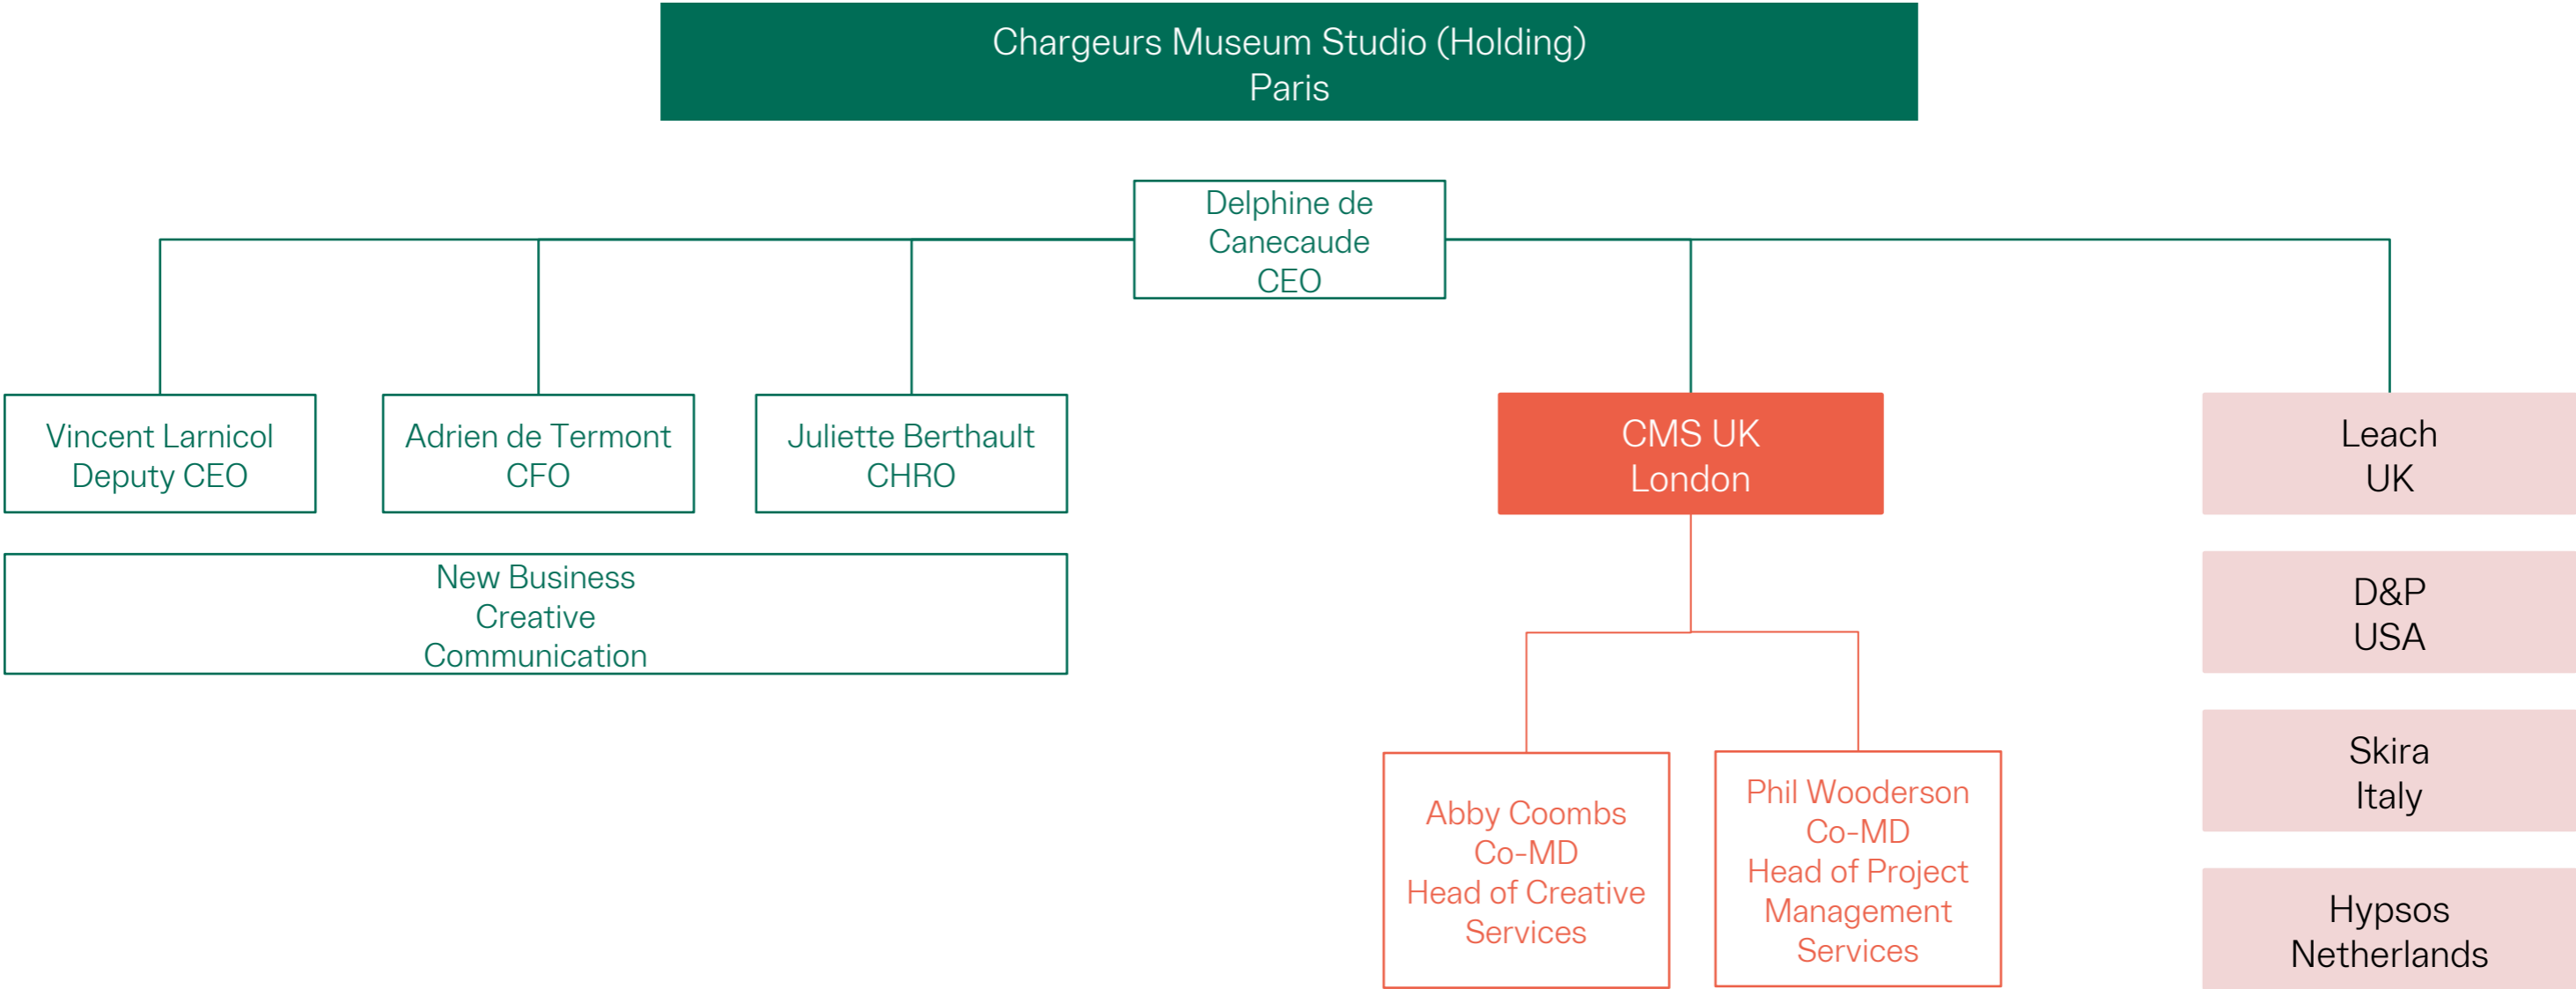 Chargeurs Museum Studio (Holding)
Paris
Delphine de
Canecaude
CEO
Vincent Larnicol
Deputy CEO
Adrien de Termont
CFO
Juliette Berthault
CHRO
New Business
Creative
Communication
CMS UK
London
Abby Coombs
Co-MD
Head of Creative
Services
Phil Wooderson
Co-MD
Head of Project
Management
Services
Leach
UK
D&P
USA
Skira
Italy
Hypsos
Netherlands